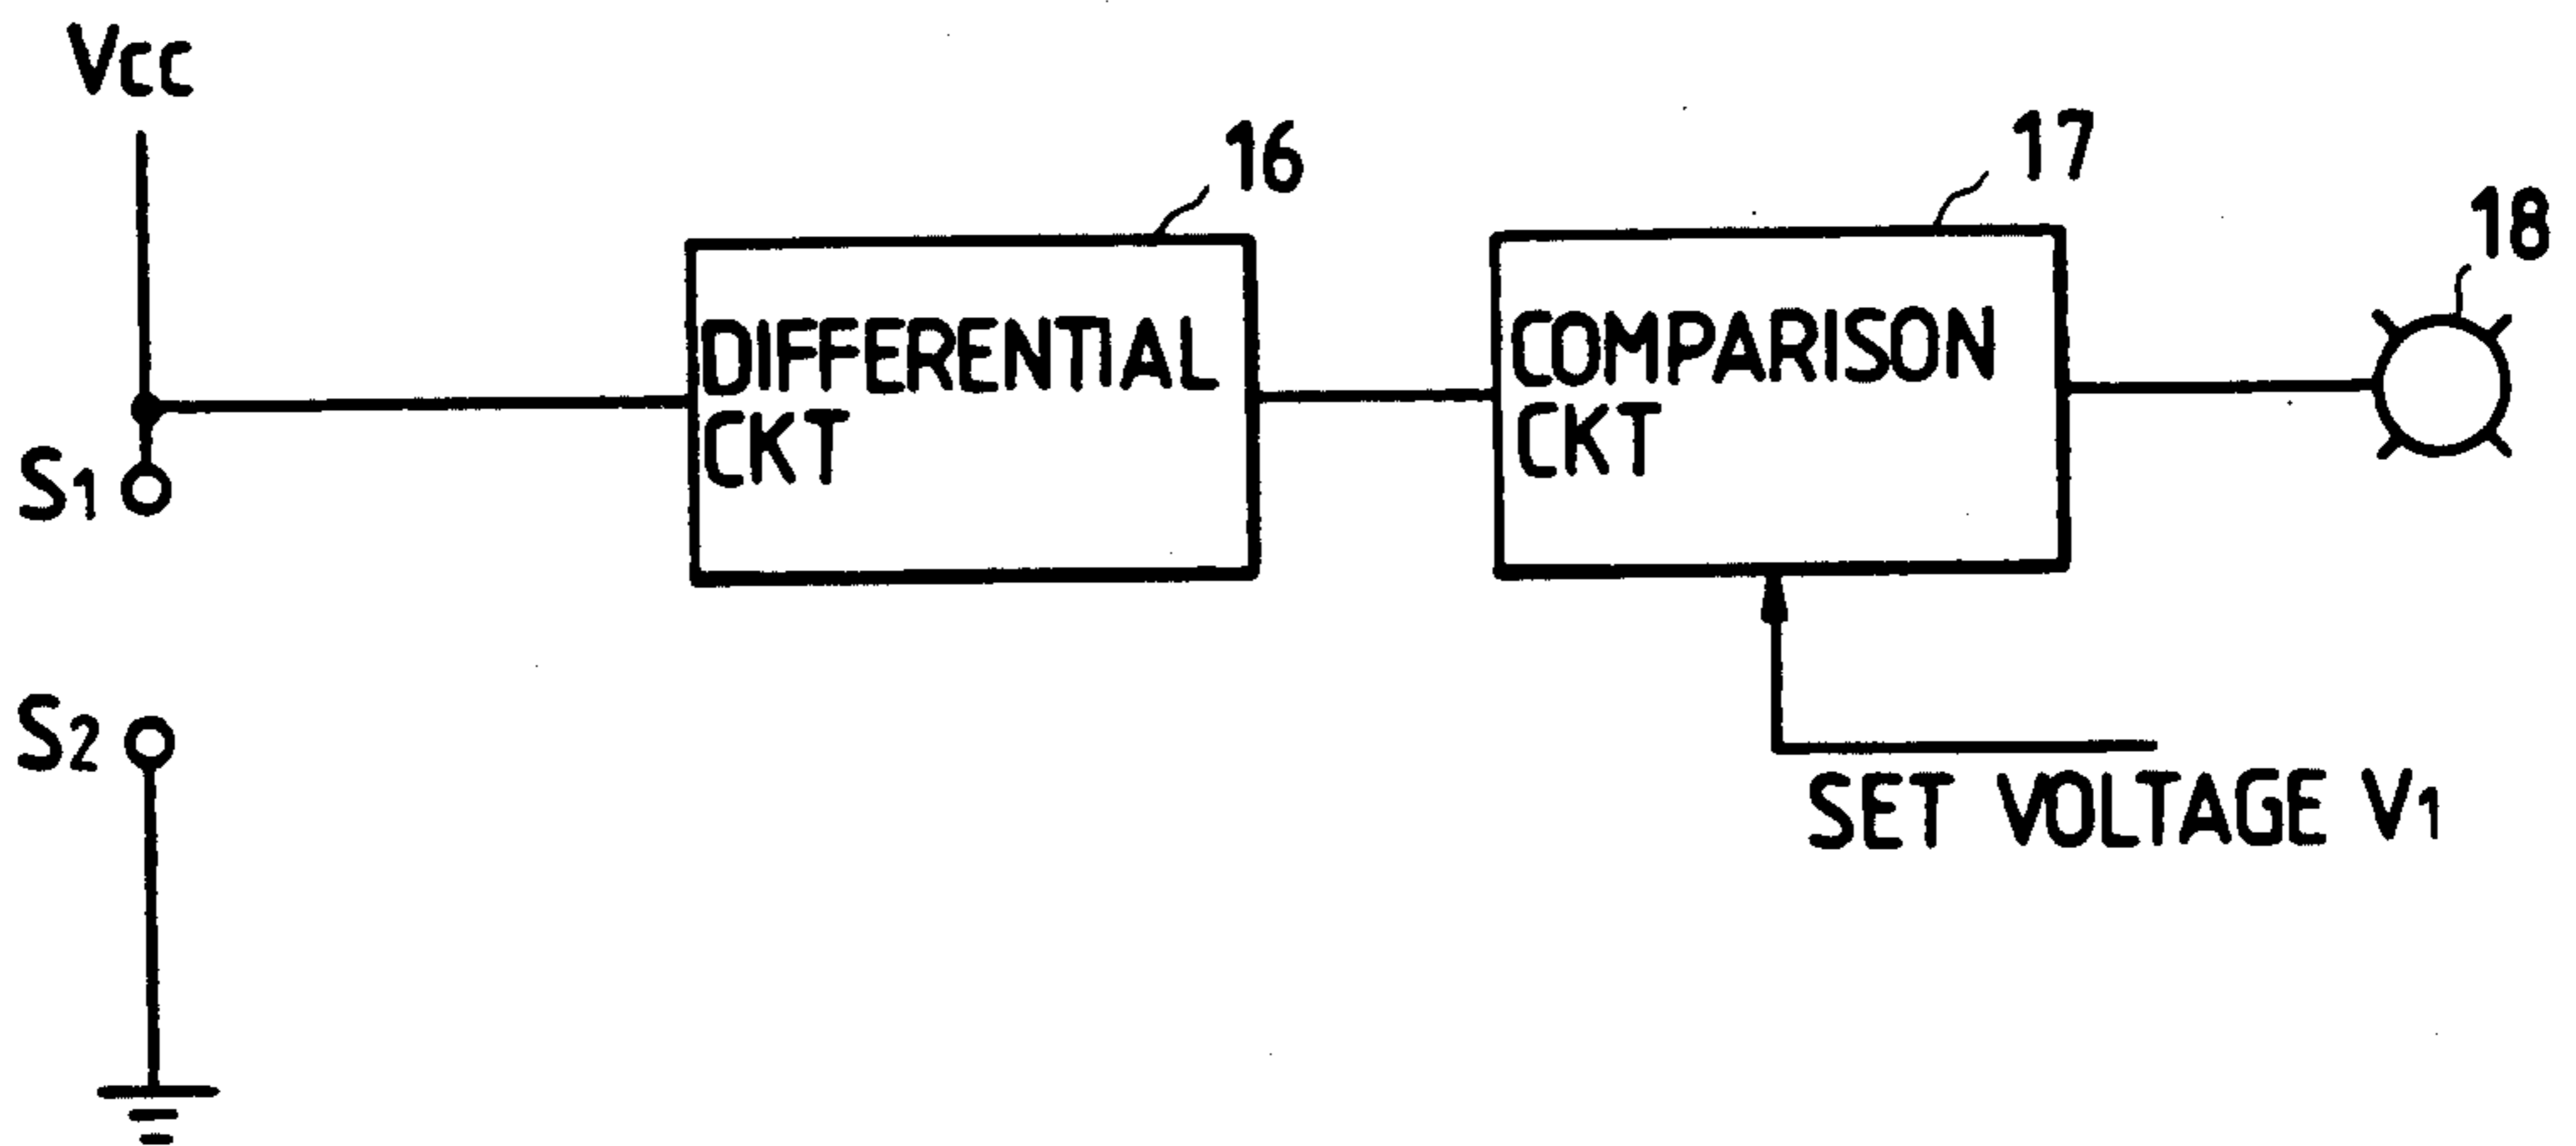 Vcc
16
17
18
DIFFERENTIAL
CKT
COMPARISON
CKT
S1
S2
SET VOLTAGE V1